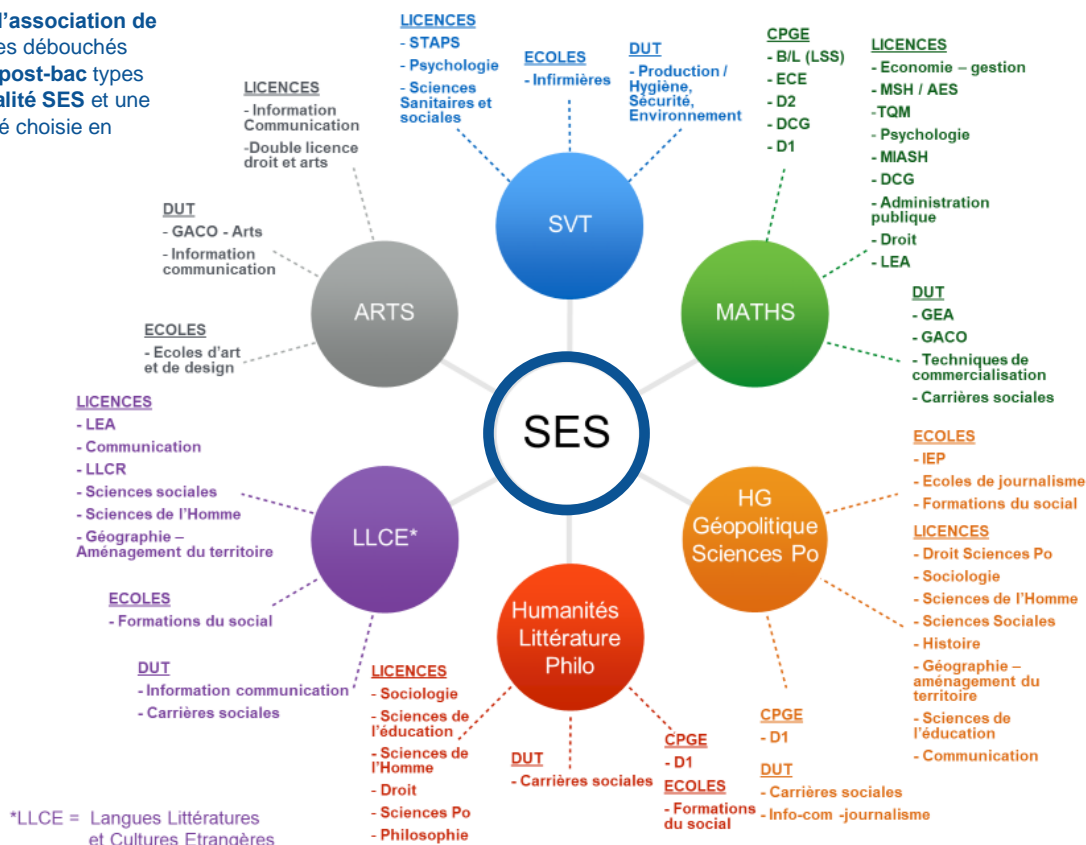 l'association de
es débouchés
post-bac types
alité SES et une
é choisie en
LICENCES
- STAPS
- Psychologie
- Sciences
Sanitaires et
sociales
ECOLES
- Infirmières
DUT
- Production /
Hygiène,
Sécurité,
Environnement
SVT
CPGE
- B/L (LSS)
- ECE
- D2
- DCG
- D1
LICENCES
- Economie – gestion
- MSH / AES
-TQM
- Psychologie
- MIASH
- DCG
- Administration
publique
- Droit
- LEA
DUT
- GEA
- GACO
- Techniques de
commercialisation
- Carrières sociales
MATHS
LICENCES
- Information
Communication
-Double licence
droit et arts
DUT
- GACO - Arts
- Information
communication
ECOLES
- Ecoles d'art
et de design
ARTS
SES
LICENCES
- LEA
- Communication
- LLCR
- Sciences sociales
- Sciences de l'Homme
- Géographie –
Aménagement du territoire
ECOLES
- Formations du social
DUT
- Information communication
- Carrières sociales
LLCE*
HG
Géopolitique
Sciences Po
ECOLES
- IEP
- Ecoles de journalisme
- Formations du social
LICENCES
- Droit Sciences Po
- Sociologie
- Sciences de l'Homme
- Sciences Sociales
- Histoire
- Géographie –
aménagement du
territoire
- Sciences de
l'éducation
- Communication
CPGE
- D1
DUT
- Carrières sociales
- Info-com -journalisme
Humanités
Littérature
Philo
LICENCES
- Sociologie
- Sciences de
l'éducation
- Sciences de
l'Homme
- Droit
- Sciences Po
- Philosophie
DUT
- Carrières sociales
CPGE
- D1
ECOLES
- Formations
du social
*LLCE = Langues Littératures
et Cultures Etrangères